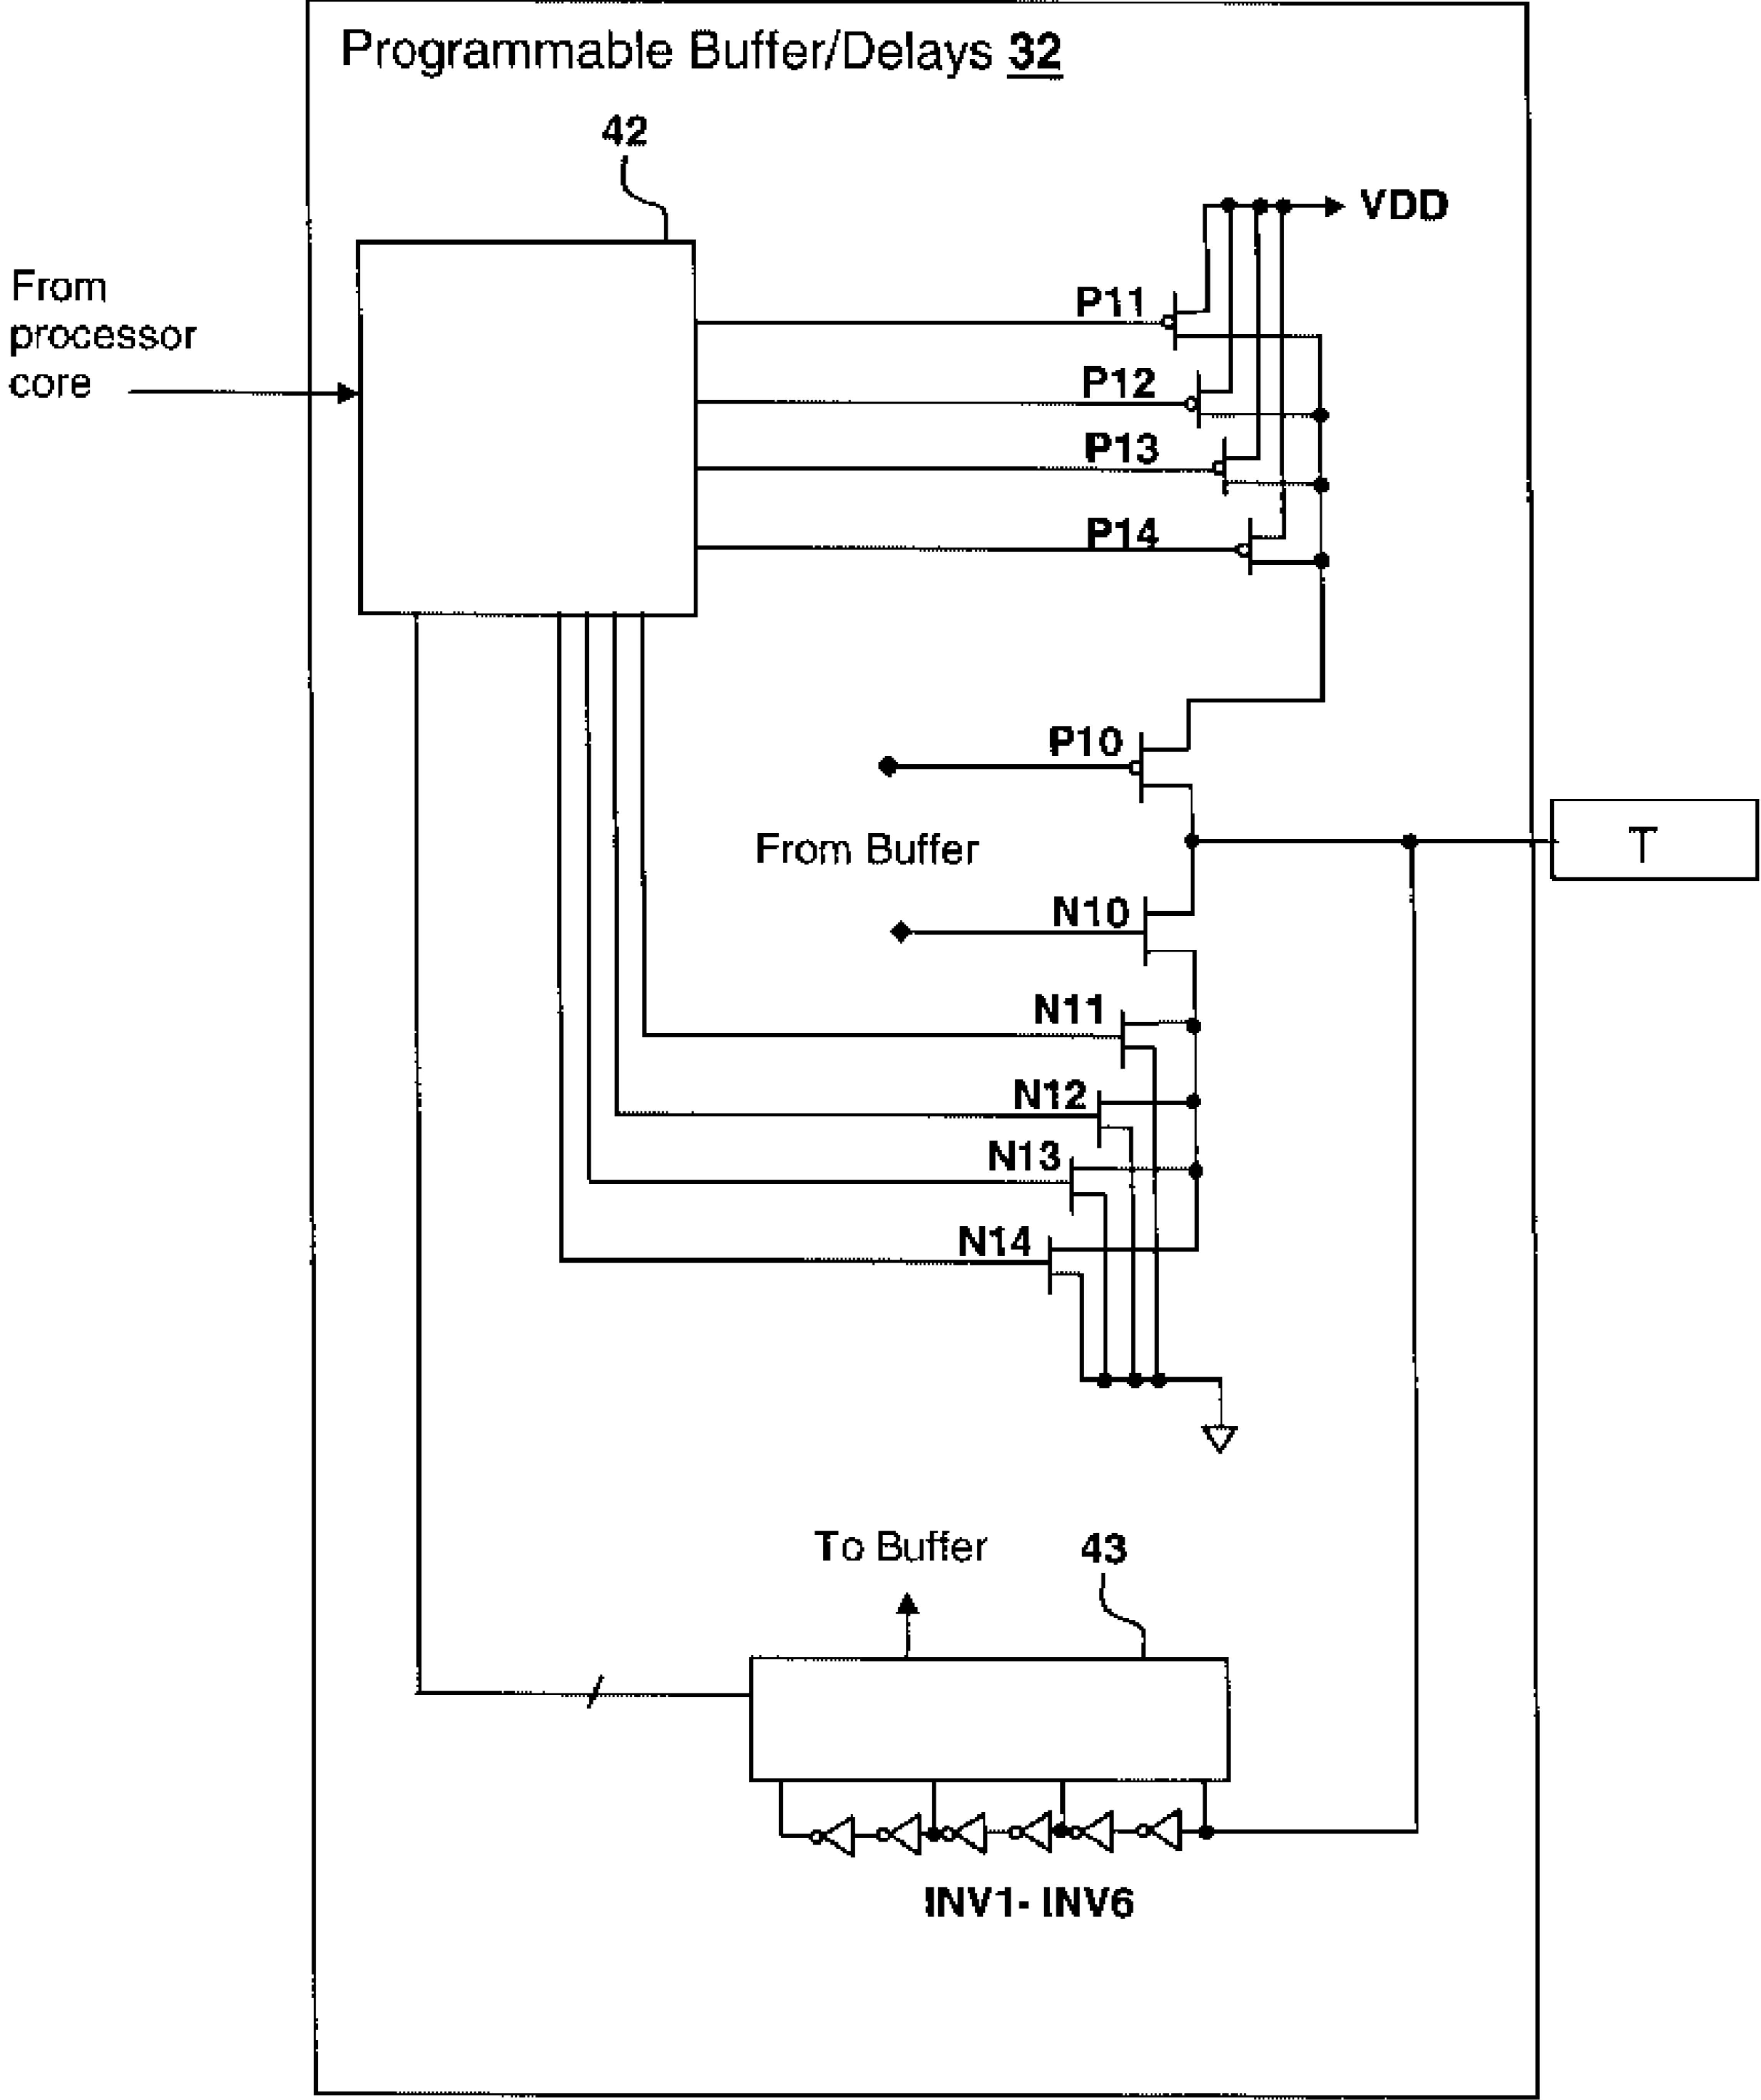 Programmable Buffer/Delays 32
42
VDD
From
processor
core
P11
P12
P13
P14
P10
From Buffer
T
N10
N11
N12
N13
N14
To Buffer
43
INV1- INV6